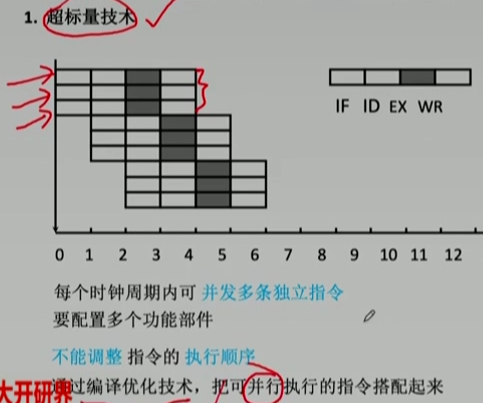 1. 超标量技术
IF ID EX WR
0 1 2 3 4 5 6 7 8 9 10 11 12
每个时钟周期内可 并发多条独立指令
要配置多个功能部件
不能调整 指令的 执行顺序
通过编译优化技术，把可并行执行的指令搭配起来
大开研界